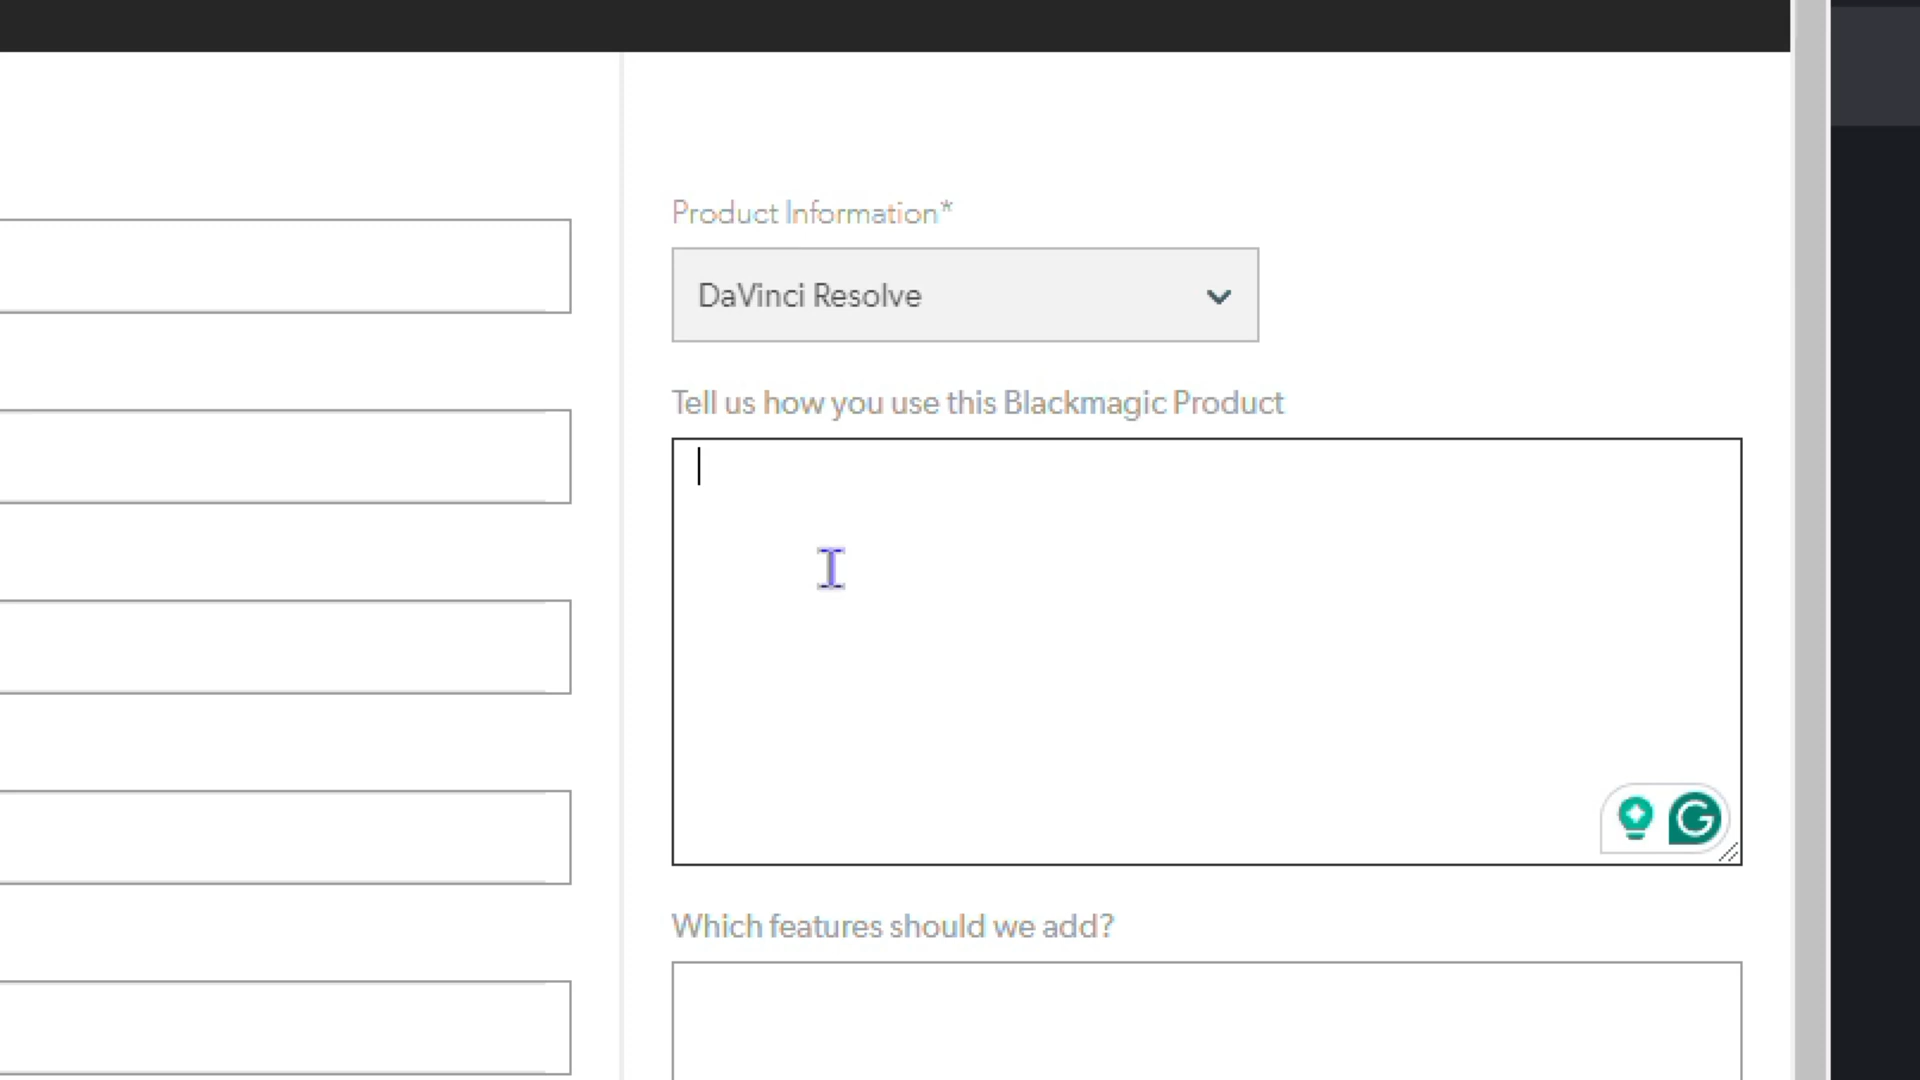 Product Information*
DaVinci Resolve
Tell us how you use this Blackmagic Product
Which features should we add?